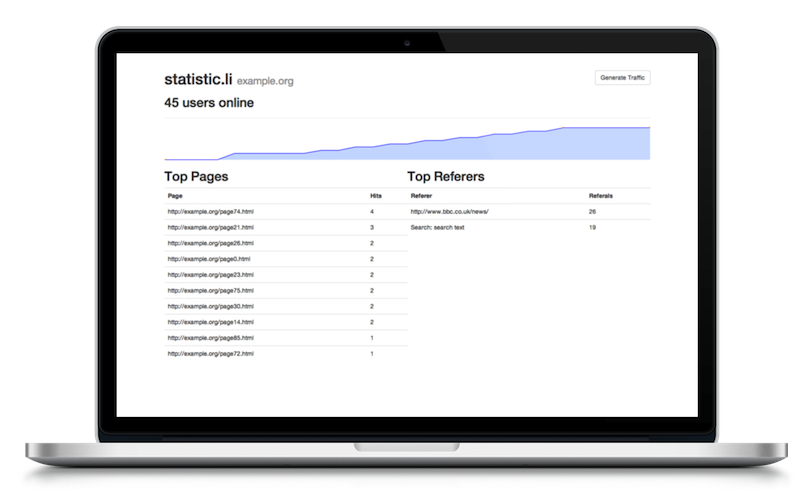 statistic.li example.org
Generate Traffic
45 users online
Top Pages
Page Hits
http://example.org/page74.html 4
http://example.org/page21.html 3
http://example.org/page26.html 2
http://example.org/page0.html 2
http://example.org/page23.html 2
http://example.org/page75.html 2
http://example.org/page30.html 2
http://example.org/page14.html 2
http://example.org/page85.html 1
http://example.org/page72.html 1
Top Referers
Referer Referals
http://www.bbc.co.uk/news/ 26
Search: search text 19